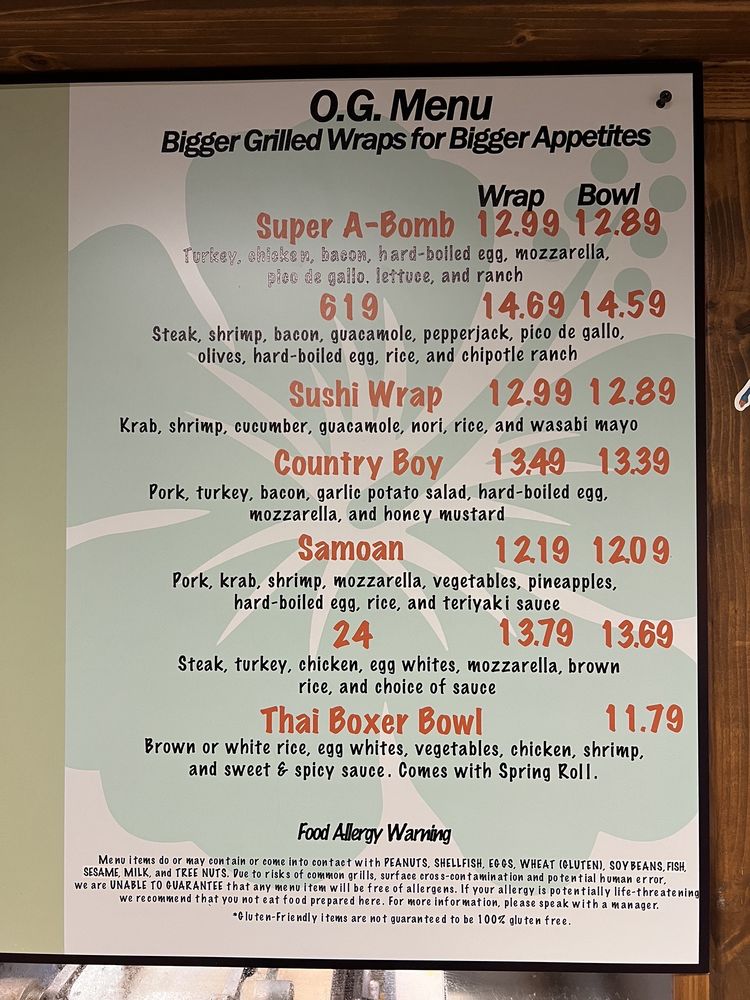 O.G. Menu
Bigger Grilled Wraps for Bigger Appetites
Wrap Bowl
Super A-Bomb 12.99 12.89
Turkey, chicken, bacon, hard-boiled egg, mozzarella,
pico de gallo, lettuce, and ranch
619 14.69 14.59
Steak, shrimp, bacon, guacamole, pepperjack, pico de gallo,
olives, hard-boiled egg, rice, and chipotle ranch
Sushi Wrap 12.99 12.89
Krab, shrimp, cucumber, guacamole, nori, rice, and wasabi mayo
Country Boy 13.49 13.39
Pork, turkey, bacon, garlic potato salad, hard-boiled egg,
mozzarella, and honey mustard
Samoan 12.19 12.09
Pork, krab, shrimp, mozzarella, vegetables, pineapples,
hard-boiled egg, rice, and teriyaki sauce
24 13.79 13.69
Steak, turkey, chicken, egg whites, mozzarella, brown
rice, and choice of sauce
Thai Boxer Bowl 11.79
Brown or white rice, egg whites, vegetables, chicken, shrimp,
and sweet & spicy sauce. Comes with Spring Roll.
Food Allergy Warning
Menu items do or may contain or come into contact with PEANUTS, SHELLFISH, EGGS, WHEAT (GLUTEN), SOYBEANS, FISH,
SESAME, MILK, and TREE NUTS. Due to risks of common grills, surface cross-contamination and potential human error,
we are UNABLE TO GUARANTEE that any menu item will be free of allergens. If your allergy is potentially life-threatening
we recommend that you not eat food prepared here. For more information, please speak with a manager.
*Gluten-Friendly items are not guaranteed to be 100% gluten free.